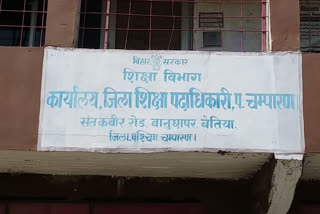 बिहार सरकार
शिक्षा विभाग
कार्यालय, जिला शिक्षा पदाधिकारी, प. चम्पारण
संत कबीर रोड, बानुछापर, बेतिया,
जिला-पश्चिम चम्पारण।